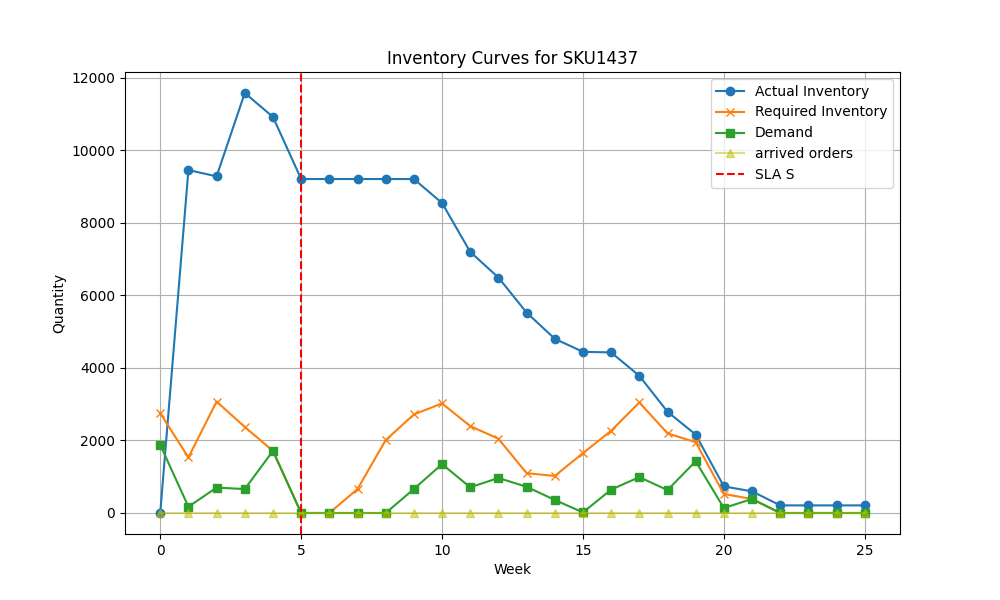 Inventory Curves for SKU1437
12000
10000
8000
6000
4000
2000
0
Quantity
Actual Inventory
Required Inventory
Demand
arrived orders
SLA S
0 5 10 15 20 25
Week